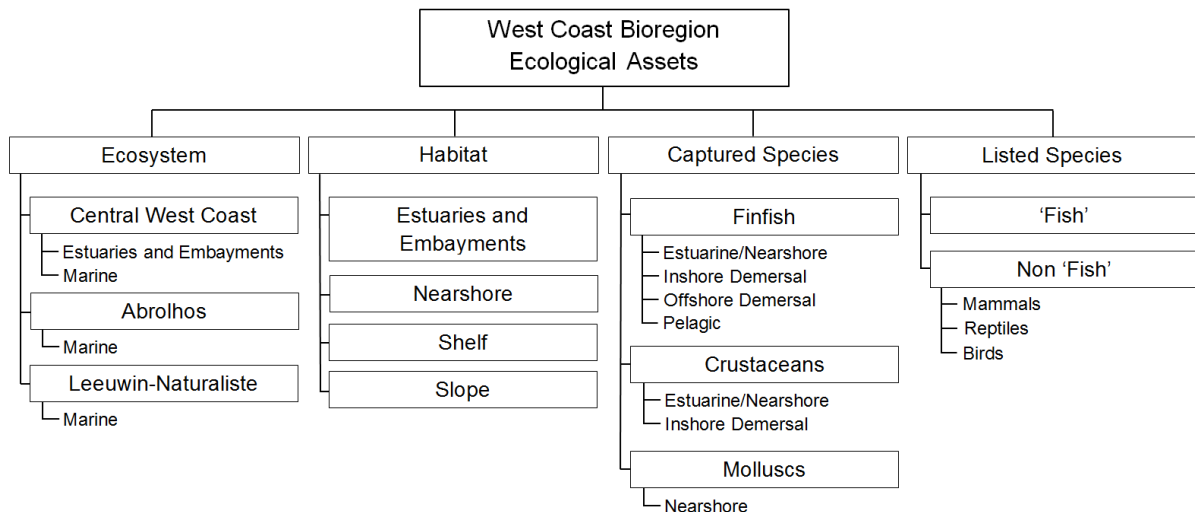 West Coast Bioregion
Ecological Assets
Ecosystem
Central West Coast
Estuaries and Embayments
Marine
Abrolhos
Marine
Leeuwin-Naturaliste
Marine
Habitat
Estuaries and
Embayments
Nearshore
Shelf
Slope
Captured Species
Finfish
Estuarine/Nearshore
Inshore Demersal
Offshore Demersal
Pelagic
Crustaceans
Estuarine/Nearshore
Inshore Demersal
Molluscs
Nearshore
Listed Species
‘Fish’
Non ‘Fish’
Mammals
Reptiles
Birds